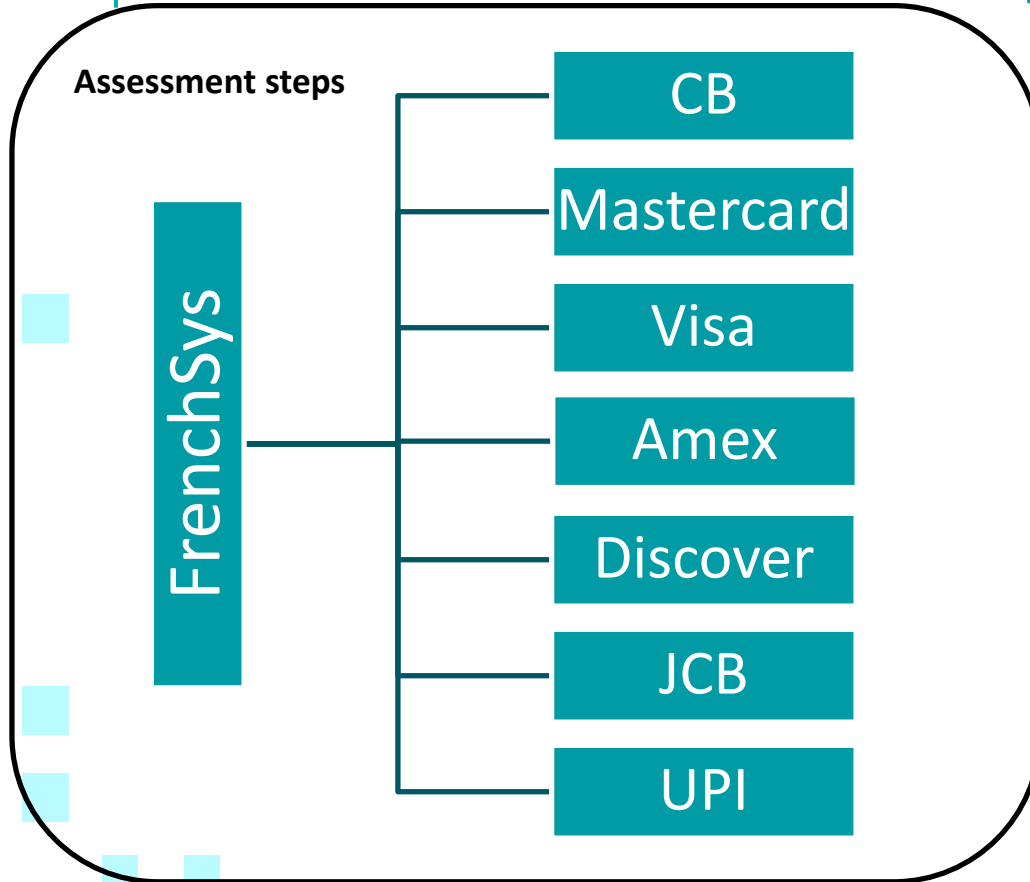 Assessment steps
FrenchSys
CB
Mastercard
Visa
Amex
Discover
JCB
UPI